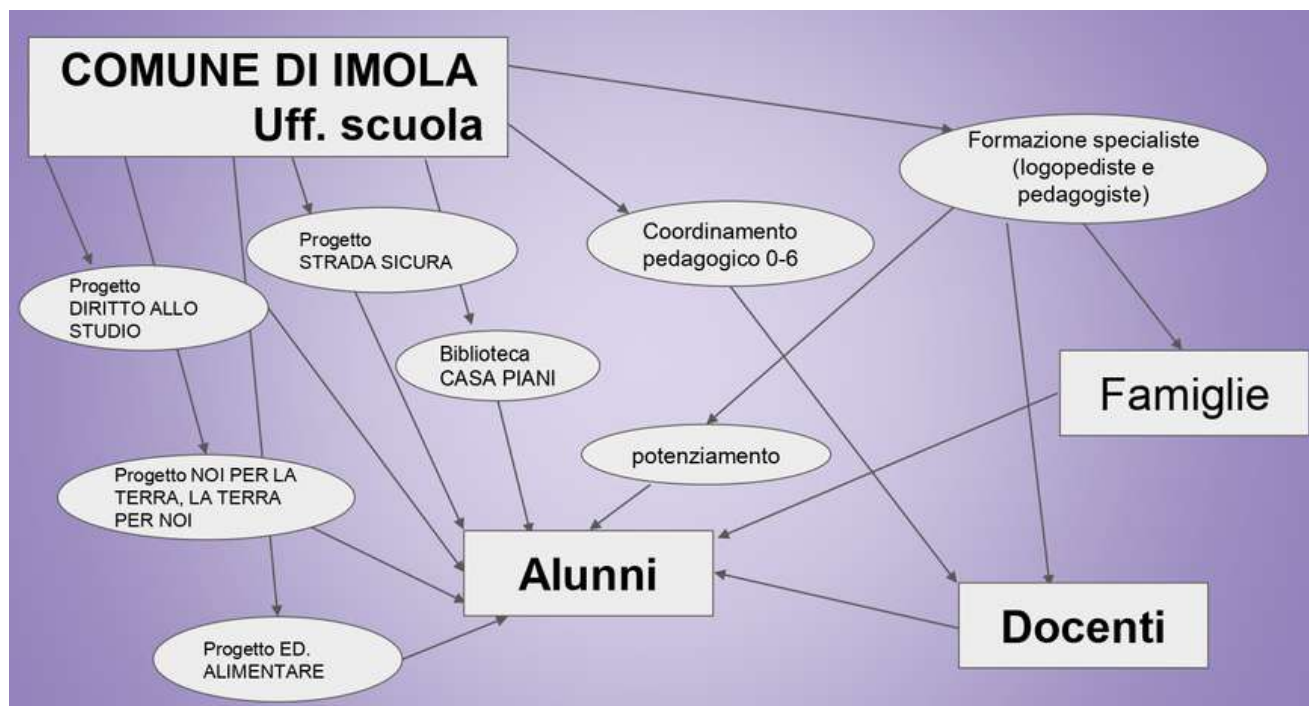 COMUNE DI IMOLA
Uff. scuola
Formazione specialiste
(logopediste e
pedagogiste)
Progetto
STRADA SICURA
Coordinamento
pedagogico 0-6
Progetto
DIRITTO ALLO
STUDIO
Biblioteca
CASA PIANI
Famiglie
potenziamento
Progetto NOI PER LA
TERRA, LA TERRA
PER NOI
Alunni
Docenti
Progetto ED.
ALIMENTARE